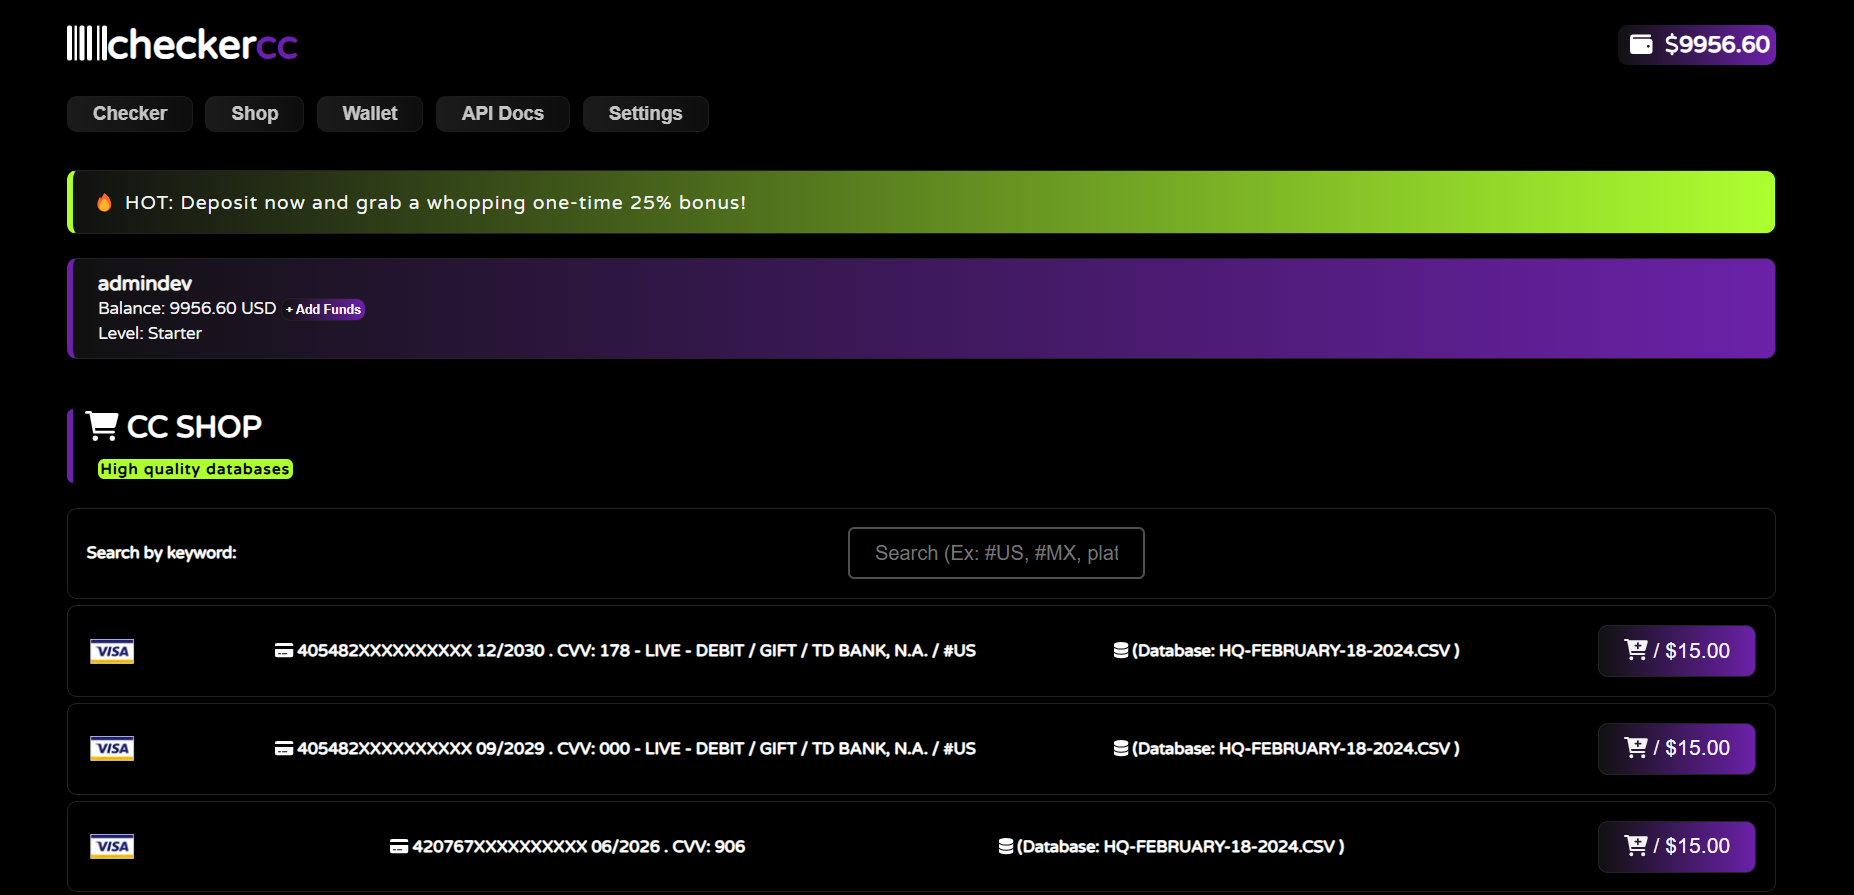 checkercc
$9956.60
Checker
Shop
Wallet
API Docs
Settings
HOT: Deposit now and grab a whopping one-time 25% bonus!
admindev
Balance: 9956.60 USD + Add Funds
Level: Starter
CC SHOP
High quality databases
Search by keyword:
Search (Ex: #US, #MX, plat
VISA
405482XXXXXXXXXX 12/2030 . CVV: 178 - LIVE - DEBIT / GIFT / TD BANK, N.A. / #US
(Database: HQ-FEBRUARY-18-2024.CSV )
/ $15.00
VISA
405482XXXXXXXXXX 09/2029 . CVV: 000 - LIVE - DEBIT / GIFT / TD BANK, N.A. / #US
(Database: HQ-FEBRUARY-18-2024.CSV )
/ $15.00
VISA
420767XXXXXXXXXX 06/2026 . CVV: 906
(Database: HQ-FEBRUARY-18-2024.CSV )
/ $15.00